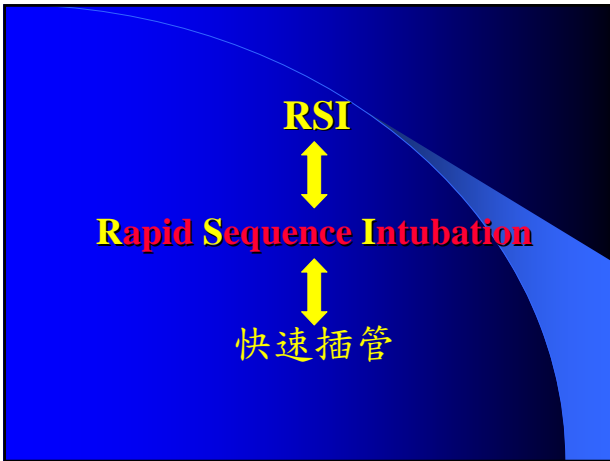 RSI
Rapid Sequence Intubation
快速插管